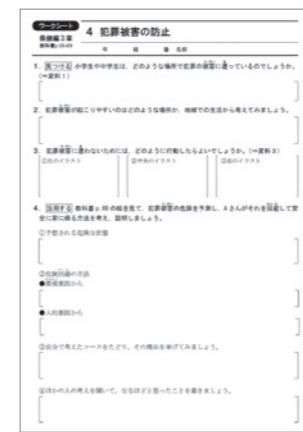 ワークシート
保健編3章
教科書p.68-69
4 犯罪被害の防止
年 組 番 名前
1. 見つける 小学生や中学生は、どのような場所で犯罪の被害に遭っているのでしょうか。
(⇒資料1)
2. 犯罪被害が起こりやすいのはどのような場所か、地域での生活から考えてみましょう。
3. 犯罪被害に遭わないためには、どのように行動したらよいでしょうか。(⇒資料3)
①左のイラスト ②中央のイラスト ③右のイラスト
4. 活用する 教科書p.69の絵を見て、犯罪被害の危険を予測し、Aさんがそれを回避して安
全に家に帰る方法を考え、説明しましょう。
①予想される危険な状態
②危険回避の方法
●環境要因から
●人的要因から
③自分で考えたコースをたどり、その理由を挙げてみましょう。
④ほかの人の考えを聞いて、なるほどと思ったことを書きましょう。